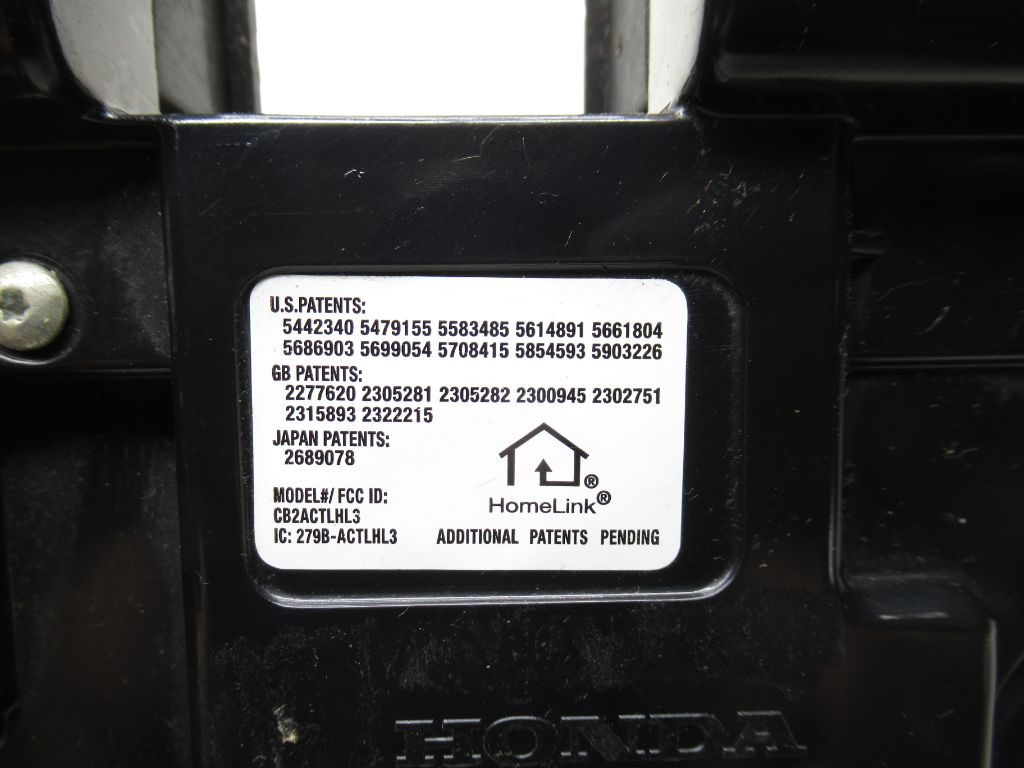 U.S.PATENTS:
5442340 5479155 5583485 5614891 5661804
5686903 5699054 5708415 5854593 5903226
GB PATENTS:
2277620 2305281 2305282 2300945 2302751
2315893 2322215
JAPAN PATENTS:
2689078
MODEL#/ FCC ID:
CB2ACTLHL3
IC: 279B-ACTLHL3
®
HomeLink®
ADDITIONAL PATENTS PENDING
HONDA